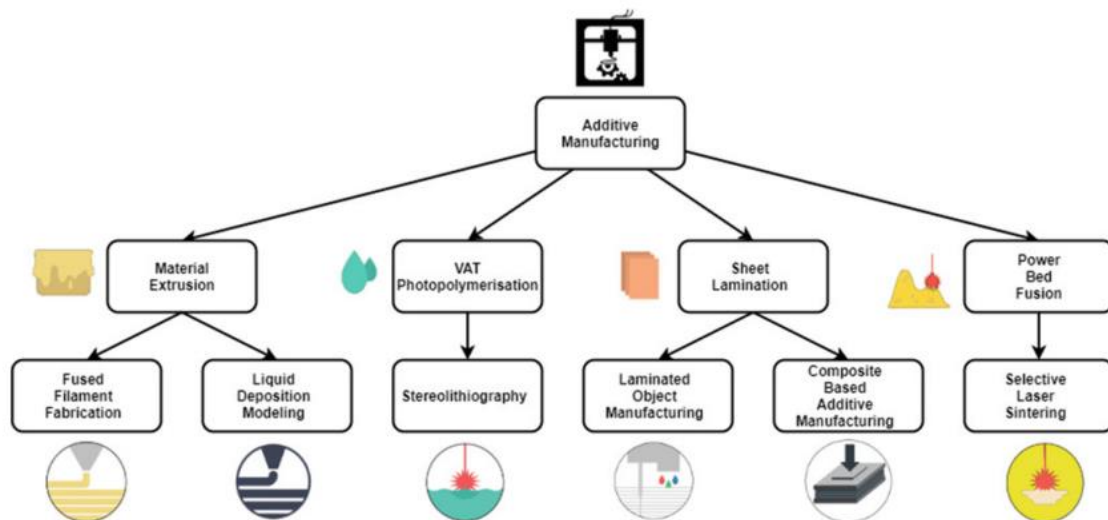 Additive
Manufacturing
Material
Extrusion
VAT
Photopolymerisation
Sheet
Lamination
Power
Bed
Fusion
Fused
Filament
Fabrication
Liquid
Deposition
Modeling
Stereolithiography
Laminated
Object
Manufacturing
Composite
Based
Additive
Manufacturing
Selective
Laser
Sintering